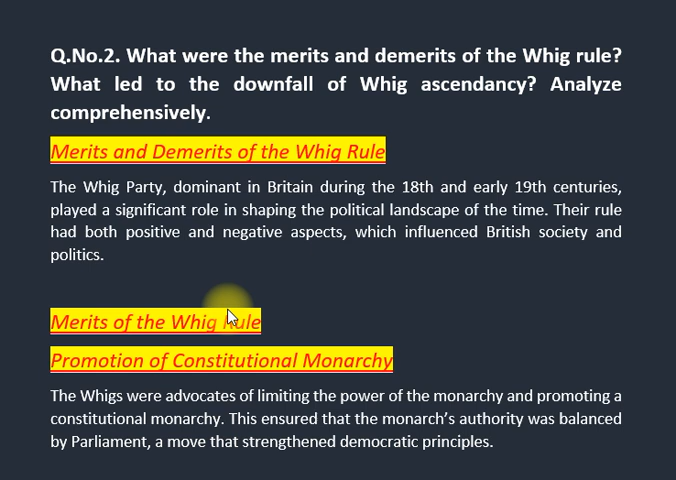 Q.No.2. What were the merits and demerits of the Whig rule?
What led to the downfall of Whig ascendancy? Analyze
comprehensively.
Merits and Demerits of the Whig Rule
The Whig Party, dominant in Britain during the 18th and early 19th centuries,
played a significant role in shaping the political landscape of the time. Their rule
had both positive and negative aspects, which influenced British society and
politics.
Merits of the Whig Rule
Promotion of Constitutional Monarchy
The Whigs were advocates of limiting the power of the monarchy and promoting a
constitutional monarchy. This ensured that the monarch’s authority was balanced
by Parliament, a move that strengthened democratic principles.